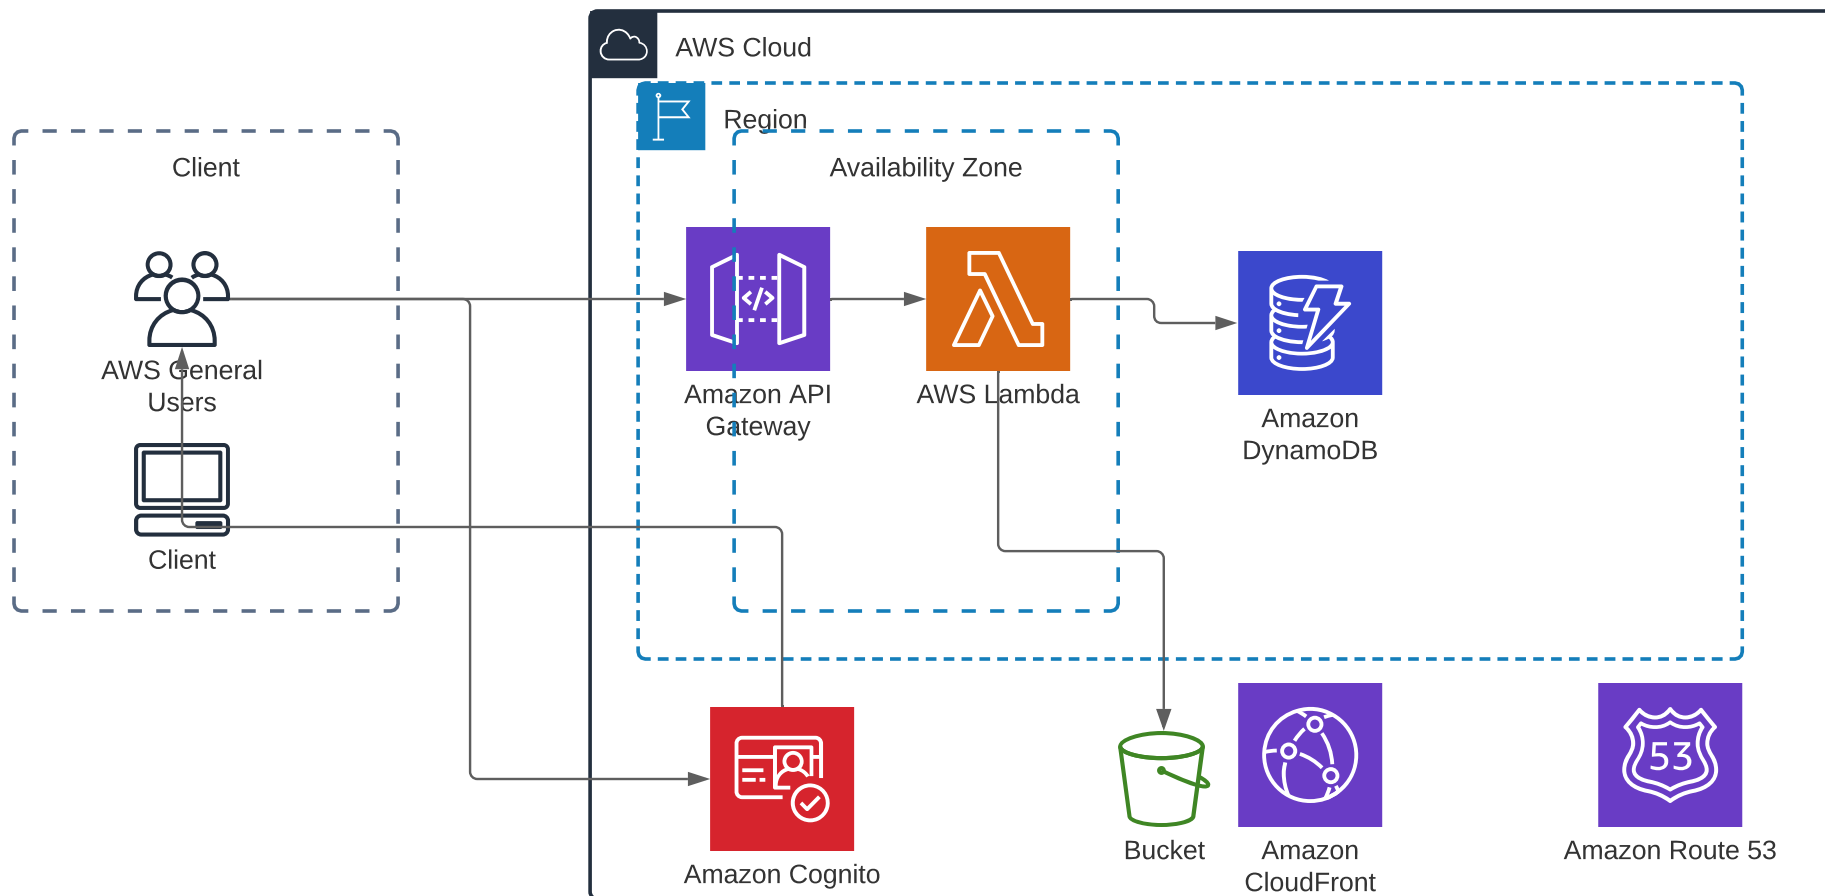 AWS Cloud
Region
Client
Availability Zone
AWS General
Users
Amazon API
Gateway
</>
AWS Lambda
Amazon
DynamoDB
Client
Amazon Cognito
Bucket
Amazon
CloudFront
53
Amazon Route 53